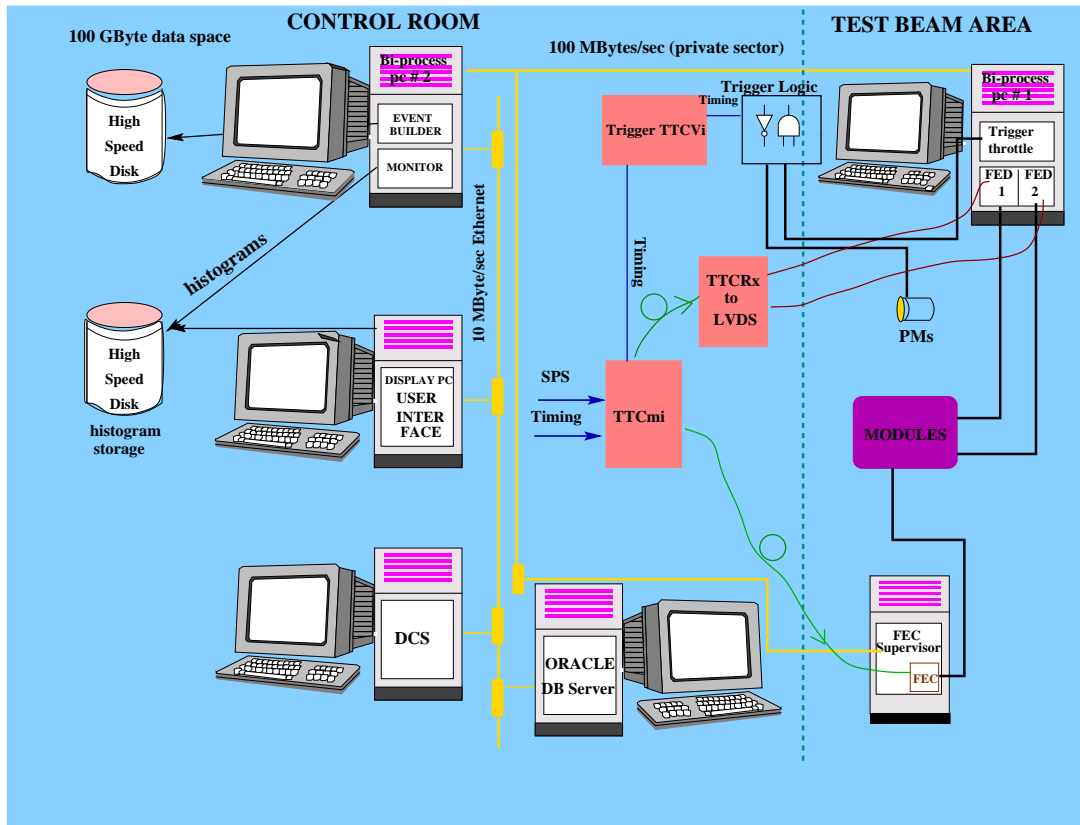 CONTROL ROOM
TEST BEAM AREA
100 GByte data space
100 MBytes/sec (private sector)
Bi-process
pc # 2
EVENT
BUILDER
MONITOR
High
Speed
Disk
Trigger TTCVi
Timing
Trigger Logic
Bi-process
pc # 1
Trigger
throttle
FED
1
FED
2
10 MByte/sec Ethernet
histograms
Timing
TTCRx
to
LVDS
PMs
High
Speed
Disk
histogram
storage
DISPLAY PC
USER
INTER
FACE
SPS
Timing
TTCmi
MODULES
DCS
ORACLE
DB Server
FEC
Supervisor
FEC